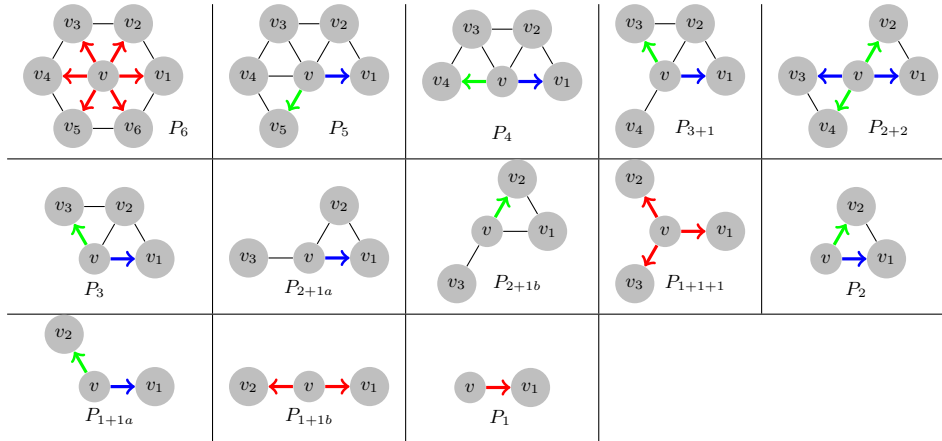 v₃ v₂ v₃ v₂ v₃ v₂ v₃ v₂ v₂
v₄ v v₁ v₄ v v₁ v₄ v v₁ v v₁ v₃ v v₁
v₅ v₆ P₆ v₅ P₅ P₄ v₄ P₃₊₁ v₄ P₂₊₂
v₃ v₂ v₂ v₂ v₂ v₂
v v₁ v₃ v v₁ v v₁ v v₁ v v₁
P₃ P₂₊₁ₐ v₃ P₂₊₁b v₃ P₁₊₁₊₁ P₂
v₂
v v₁ v₂ v v₁ v v₁
P₁₊₁ₐ P₁₊₁b P₁